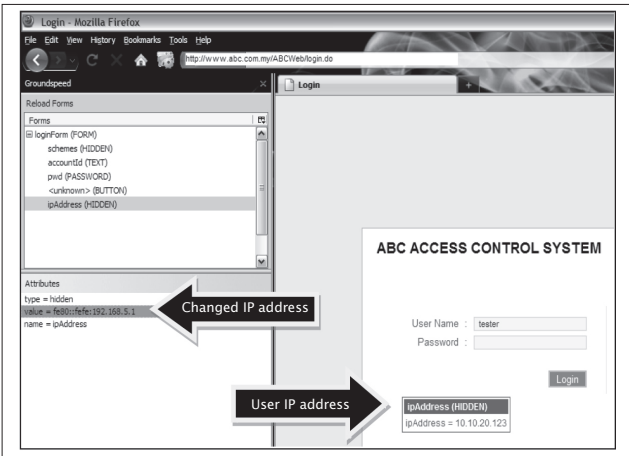 Login - Mozilla Firefox
File Edit View History Bookmarks Tools Help
http://www.abc.com.my/ABCWeb/login.do
Groundspeed
Login
Reload Forms
Forms
loginForm (FORM)
schemes (HIDDEN)
accountId (TEXT)
pwd (PASSWORD)
<unknown> (BUTTON)
ipAddress (HIDDEN)
Attributes
type = hidden
value = fe80::fefe:192.168.5.1
name = ipAddress
Changed IP address
ABC ACCESS CONTROL SYSTEM
User Name : tester
Password :
Login
User IP address
ipAddress (HIDDEN)
ipAddress = 10.10.20.123